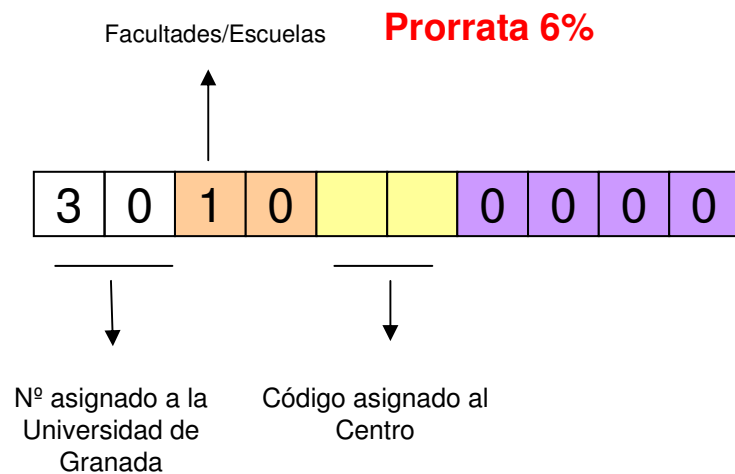 Facultades/Escuelas
Prorrata 6%
3 0 1 0 0 0 0 0
Nº asignado a la
Universidad de
Granada
Código asignado al
Centro